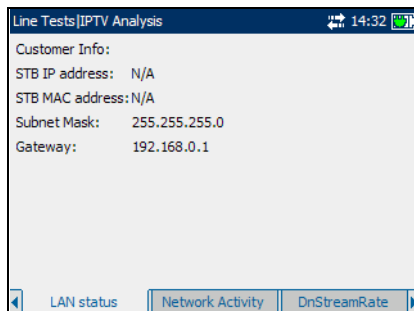 Line Tests|IPTV Analysis 14:32
Customer Info:
STB IP address: N/A
STB MAC address: N/A
Subnet Mask: 255.255.255.0
Gateway: 192.168.0.1
LAN status Network Activity DnStreamRate